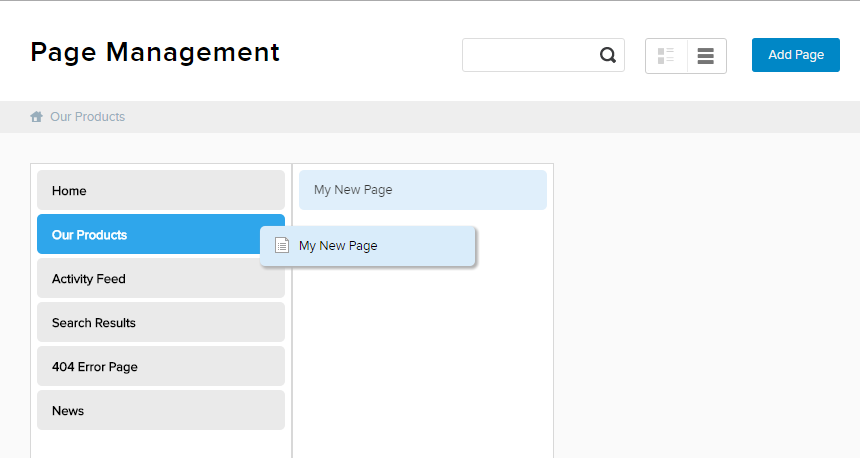 Page Management
Add Page
Our Products
Home
My New Page
Our Products
My New Page
Activity Feed
Search Results
404 Error Page
News